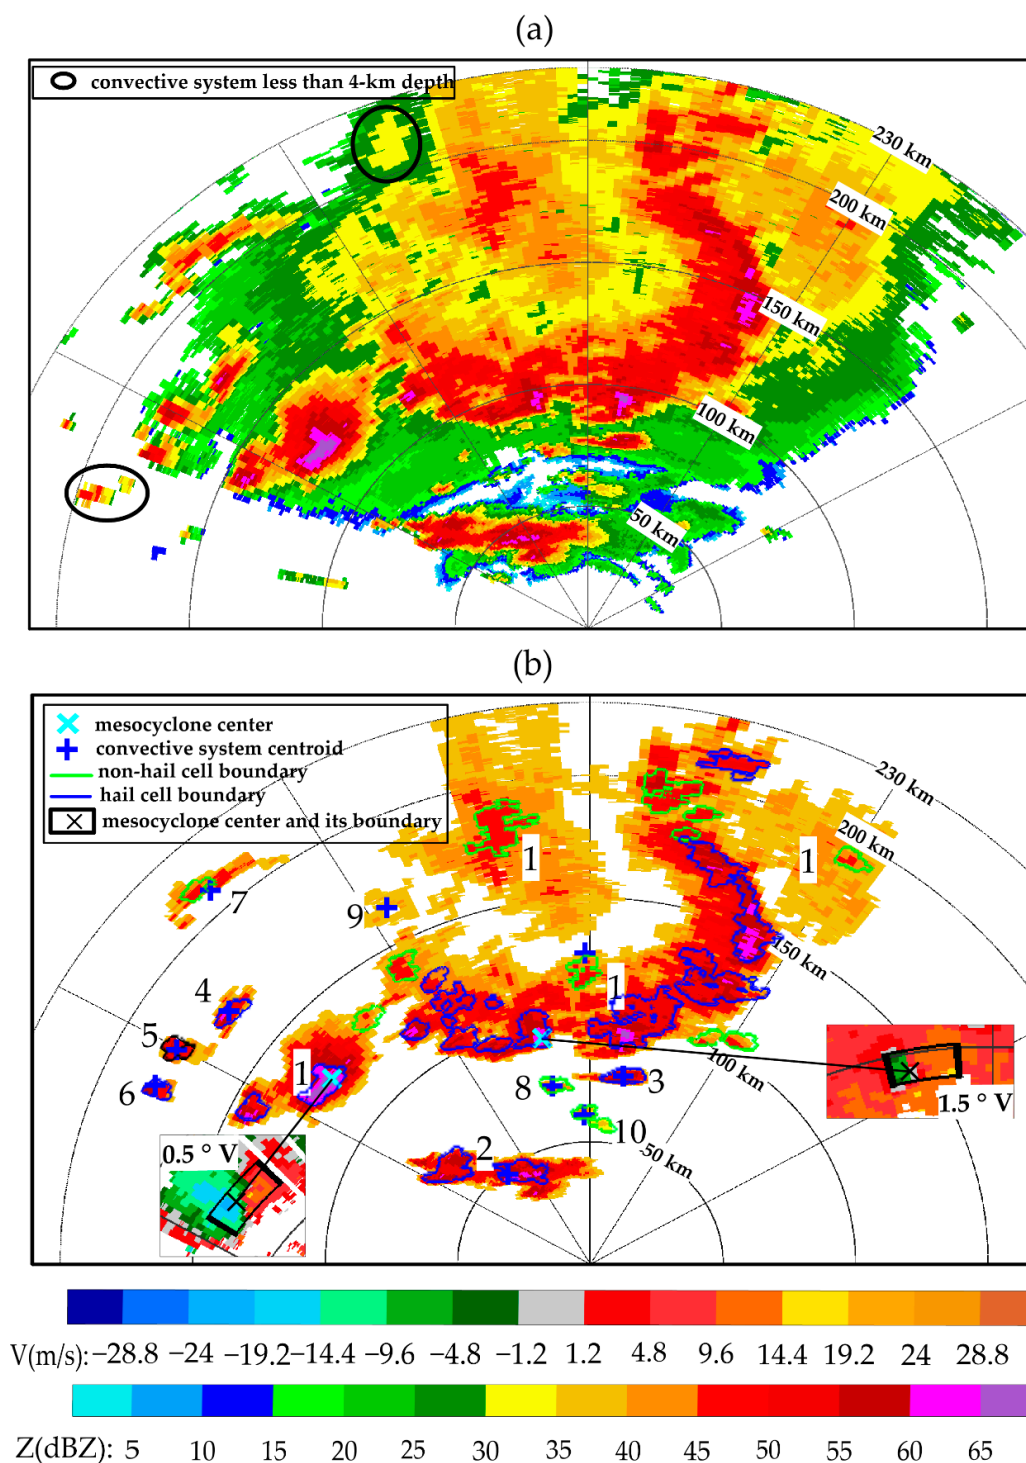 (a)
convective system less than 4-km depth
230 km
200 km
150 km
100 km
50 km
(b)
mesocyclone center
convective system centroid
non-hail cell boundary
hail cell boundary
mesocyclone center and its boundary
230 km
200 km
1
1
7
9
150 km
4
1
5
1
100 km
6
8
3
1.5 ° V
10
2
0.5 ° V
50 km
V(m/s): −28.8 −24 −19.2 −14.4 −9.6 −4.8 −1.2 1.2 4.8 9.6 14.4 19.2 24 28.8
Z(dBZ): 5 10 15 20 25 30 35 40 45 50 55 60 65